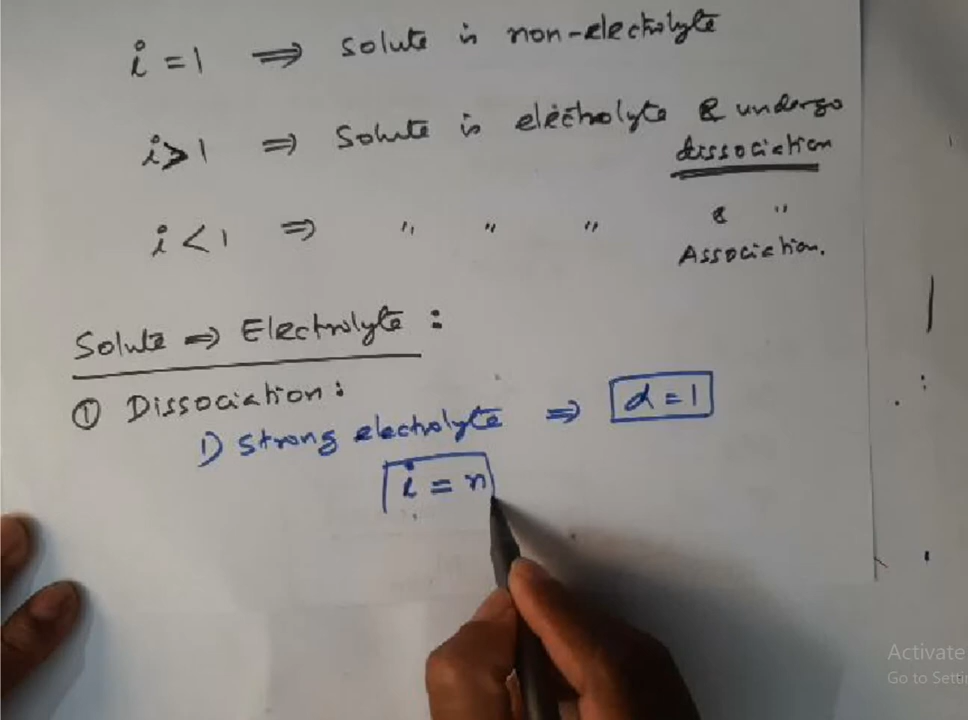 i = 1 ⟹ Solute is non-electrolyte
i > 1 ⟹ Solute is electrolyte & undergo
dissociation
i < 1 ⟹ " " " & "
Association.
Solute ⟹ Electrolyte :
① Dissociation :
1) Strong electrolyte ⟹ α = 1
i = n
Activate
Go to Setti